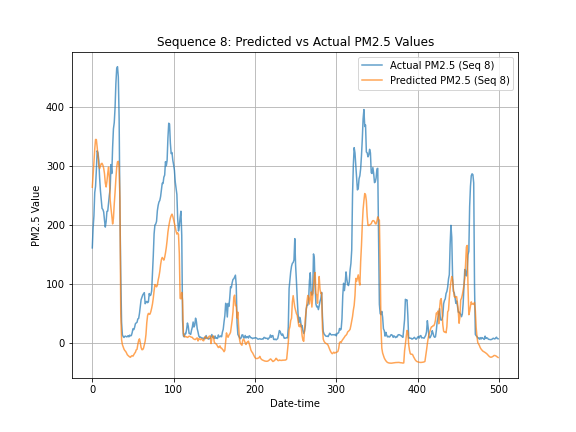 Sequence 8: Predicted vs Actual PM2.5 Values
Actual PM2.5 (Seq 8)
Predicted PM2.5 (Seq 8)
400
300
200
100
0
PM2.5 Value
0 100 200 300 400 500
Date-time